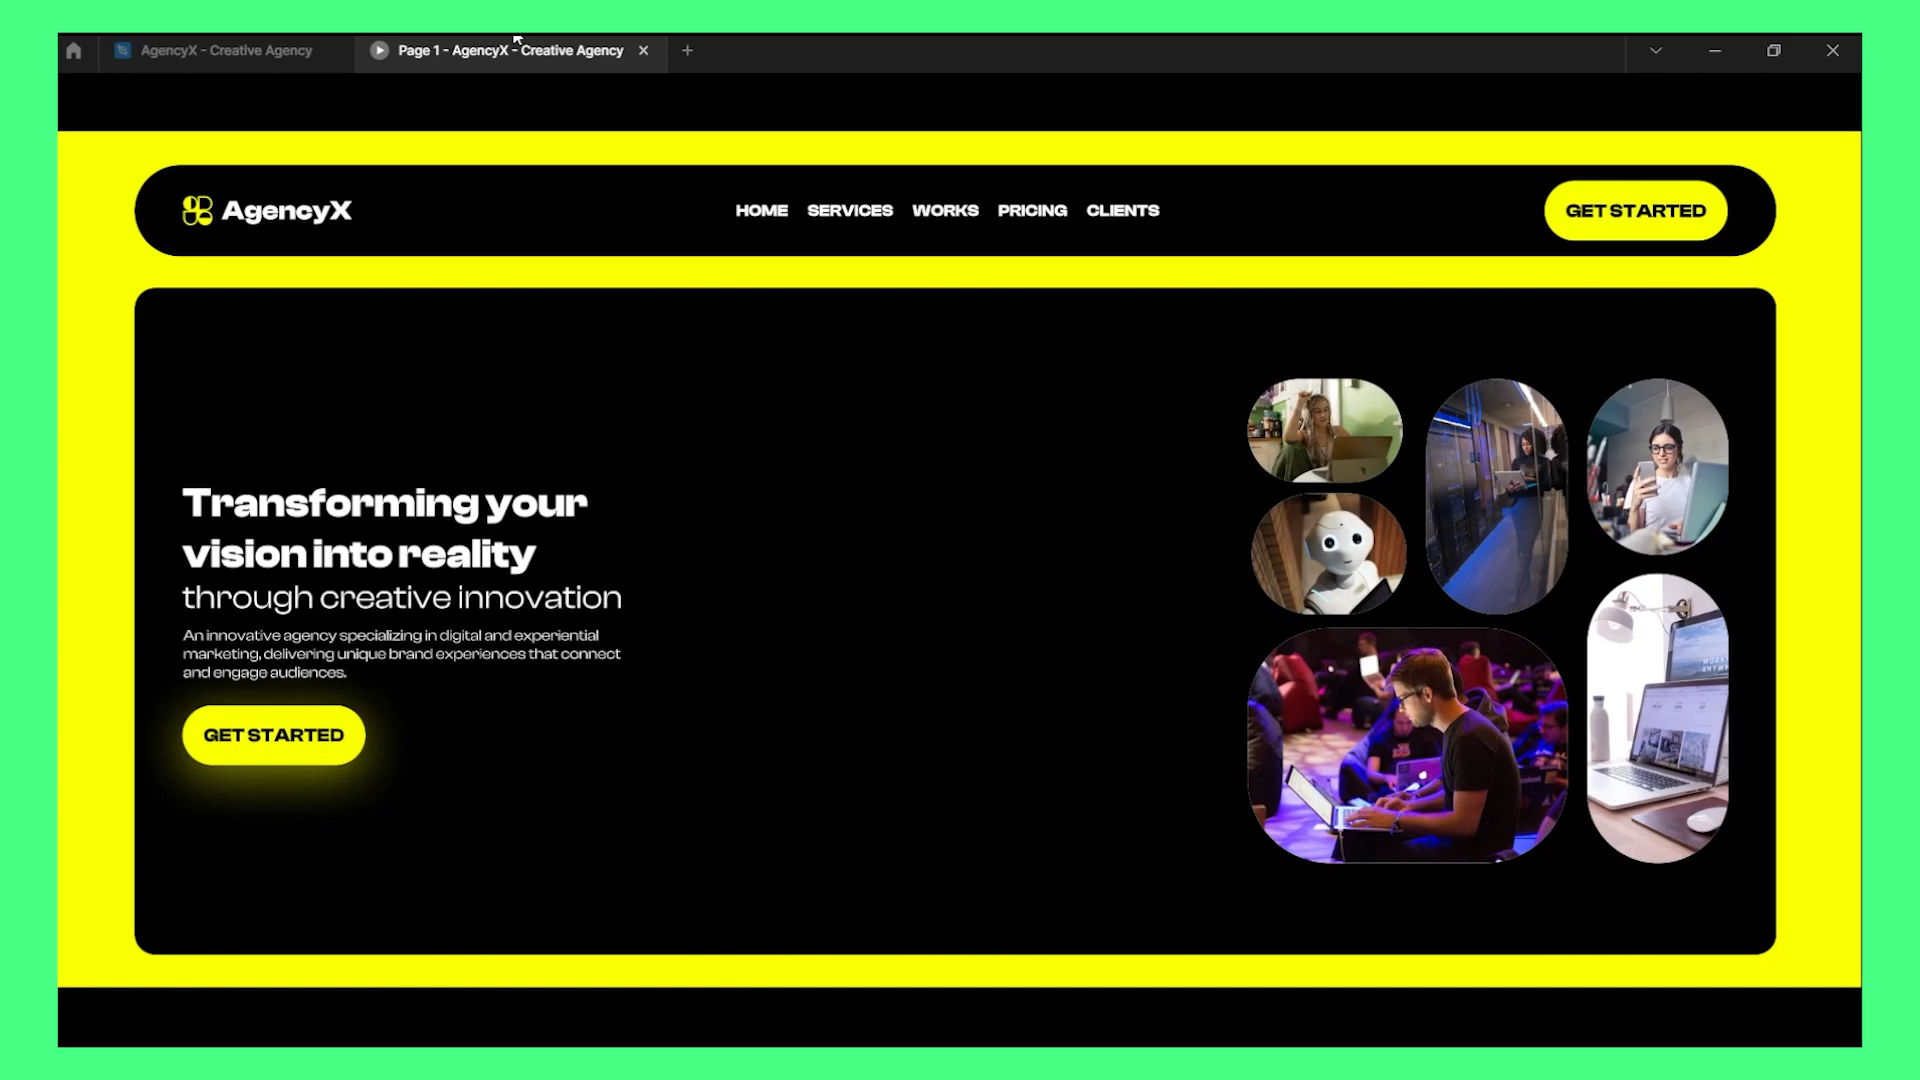 AgencyX - Creative Agency
Page 1 - AgencyX - Creative Agency
AgencyX
HOME SERVICES WORKS PRICING CLIENTS
GET STARTED
Transforming your
vision into reality
through creative innovation
An innovative agency specializing in digital and experiential
marketing, delivering unique brand experiences that connect
and engage audiences.
GET STARTED